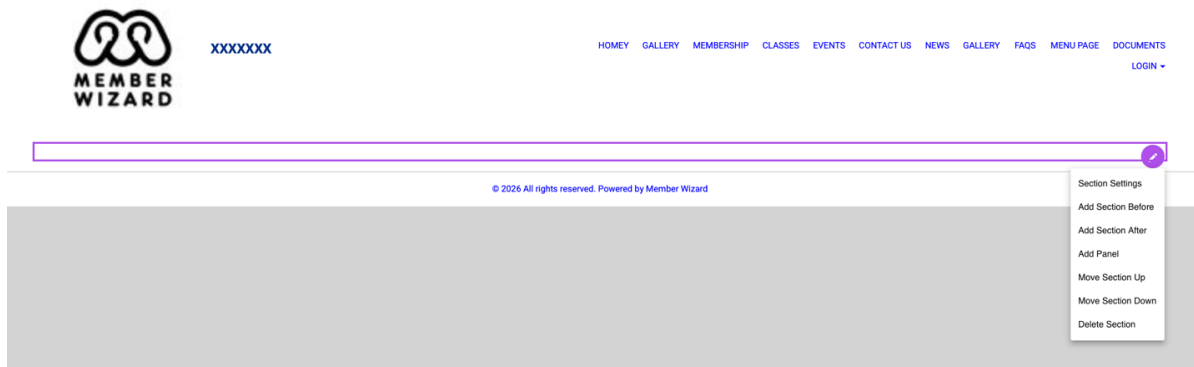 MEMBER
WIZARD
XXXXXXX
HOMEY GALLERY MEMBERSHIP CLASSES EVENTS CONTACT US NEWS GALLERY FAQS MENU PAGE DOCUMENTS
LOGIN
© 2026 All rights reserved. Powered by Member Wizard
Section Settings
Add Section Before
Add Section After
Add Panel
Move Section Up
Move Section Down
Delete Section